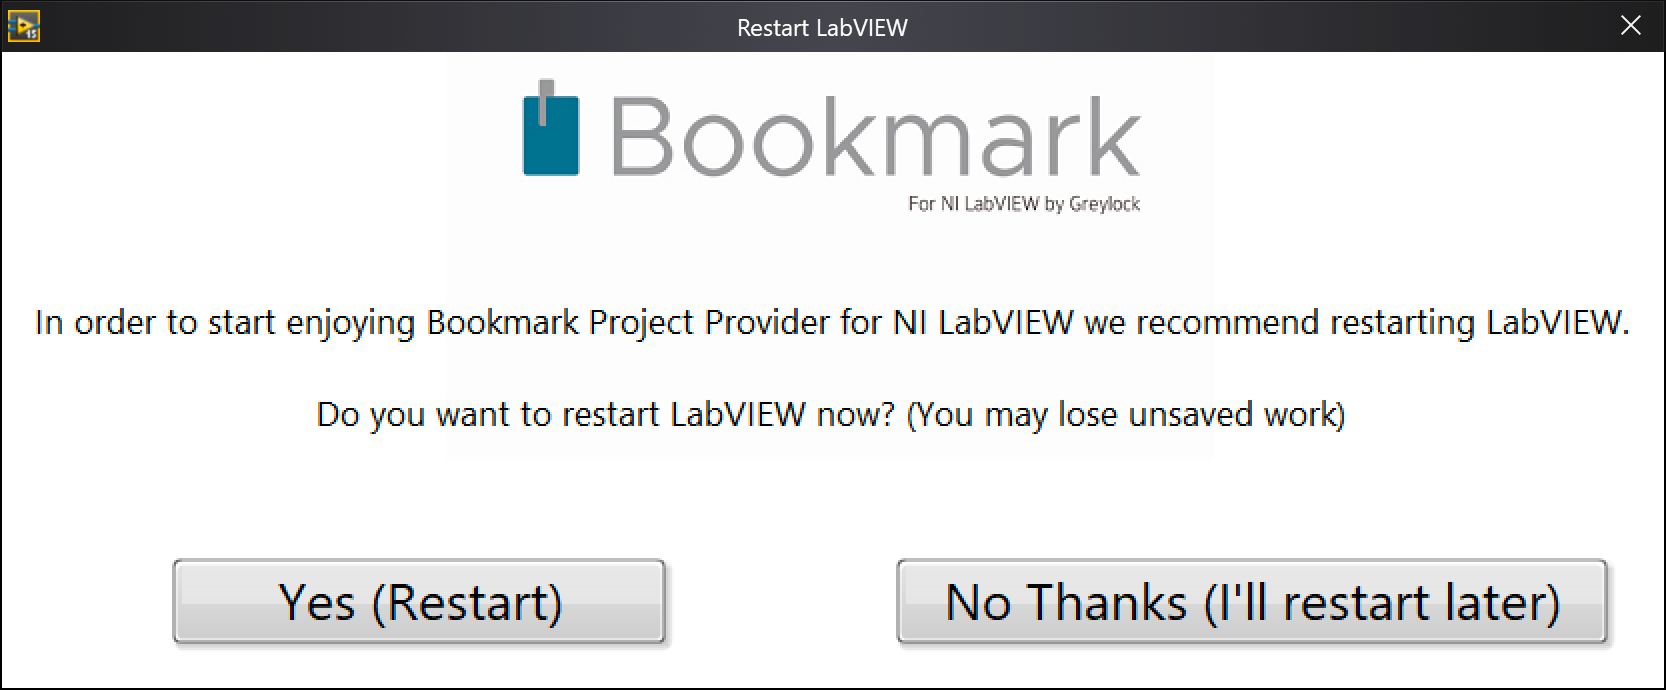 15
Restart LabVIEW
Bookmark
For NI LabVIEW by Greylock
In order to start enjoying Bookmark Project Provider for NI LabVIEW we recommend restarting LabVIEW.
Do you want to restart LabVIEW now? (You may lose unsaved work)
Yes (Restart)
No Thanks (I'll restart later)